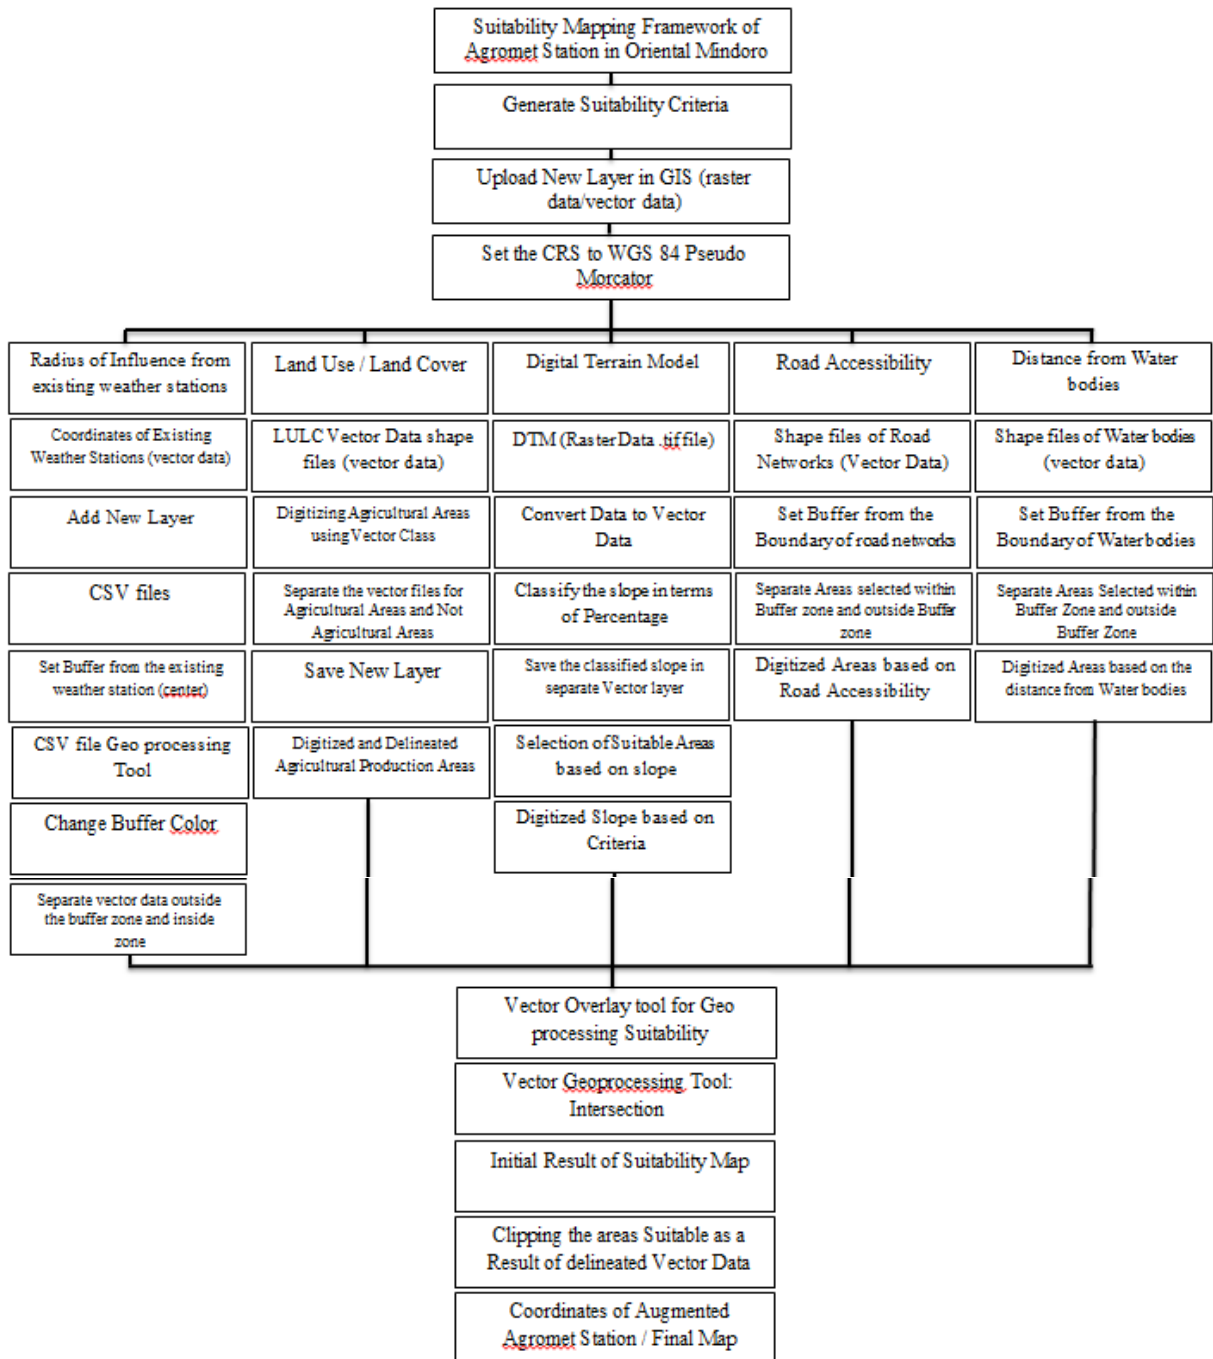 Suitability Mapping Framework of
Agromet Station in Oriental Mindoro
Generate Suitability Criteria
Upload New Layer in GIS (raster
data/vector data)
Set the CRS to WGS 84 Pseudo
Morcator
Radius of Influence from
existing weather stations
Coordinates of Existing
Weather Stations (vector data)
Add New Layer
CSV files
Set Buffer from the existing
weather station (center)
CSV file Geo processing
Tool
Change Buffer Color
Separate vector data outside
the buffer zone and inside
zone
Land Use / Land Cover
LULC Vector Data shape
files (vector data)
Digitizing Agricultural Areas
using Vector Class
Separate the vector files for
Agricultural Areas and Not
Agricultural Areas
Save New Layer
Digitized and Delineated
Agricultural Production Areas
Digital Terrain Model
DTM (Raster Data .tif file)
Convert Data to Vector
Data
Classify the slope in terms
of Percentage
Save the classified slope in
separate Vector layer
Selection of Suitable Areas
based on slope
Digitized Slope based on
Criteria
Road Accessibility
Shape files of Road
Networks (Vector Data)
Set Buffer from the
Boundary of road networks
Separate Areas selected within
Buffer zone and outside Buffer
zone
Digitized Areas based on
Road Accessibility
Distance from Water
bodies
Shape files of Water bodies
(vector data)
Set Buffer from the
Boundary of Water bodies
Separate Areas Selected within
Buffer Zone and outside
Buffer Zone
Digitized Areas based on the
distance from Water bodies
Vector Overlay tool for Geo
processing Suitability
Vector Geoprocessing Tool:
Intersection
Initial Result of Suitability Map
Clipping the areas Suitable as a
Result of delineated Vector Data
Coordinates of Augmented
Agromet Station / Final Map